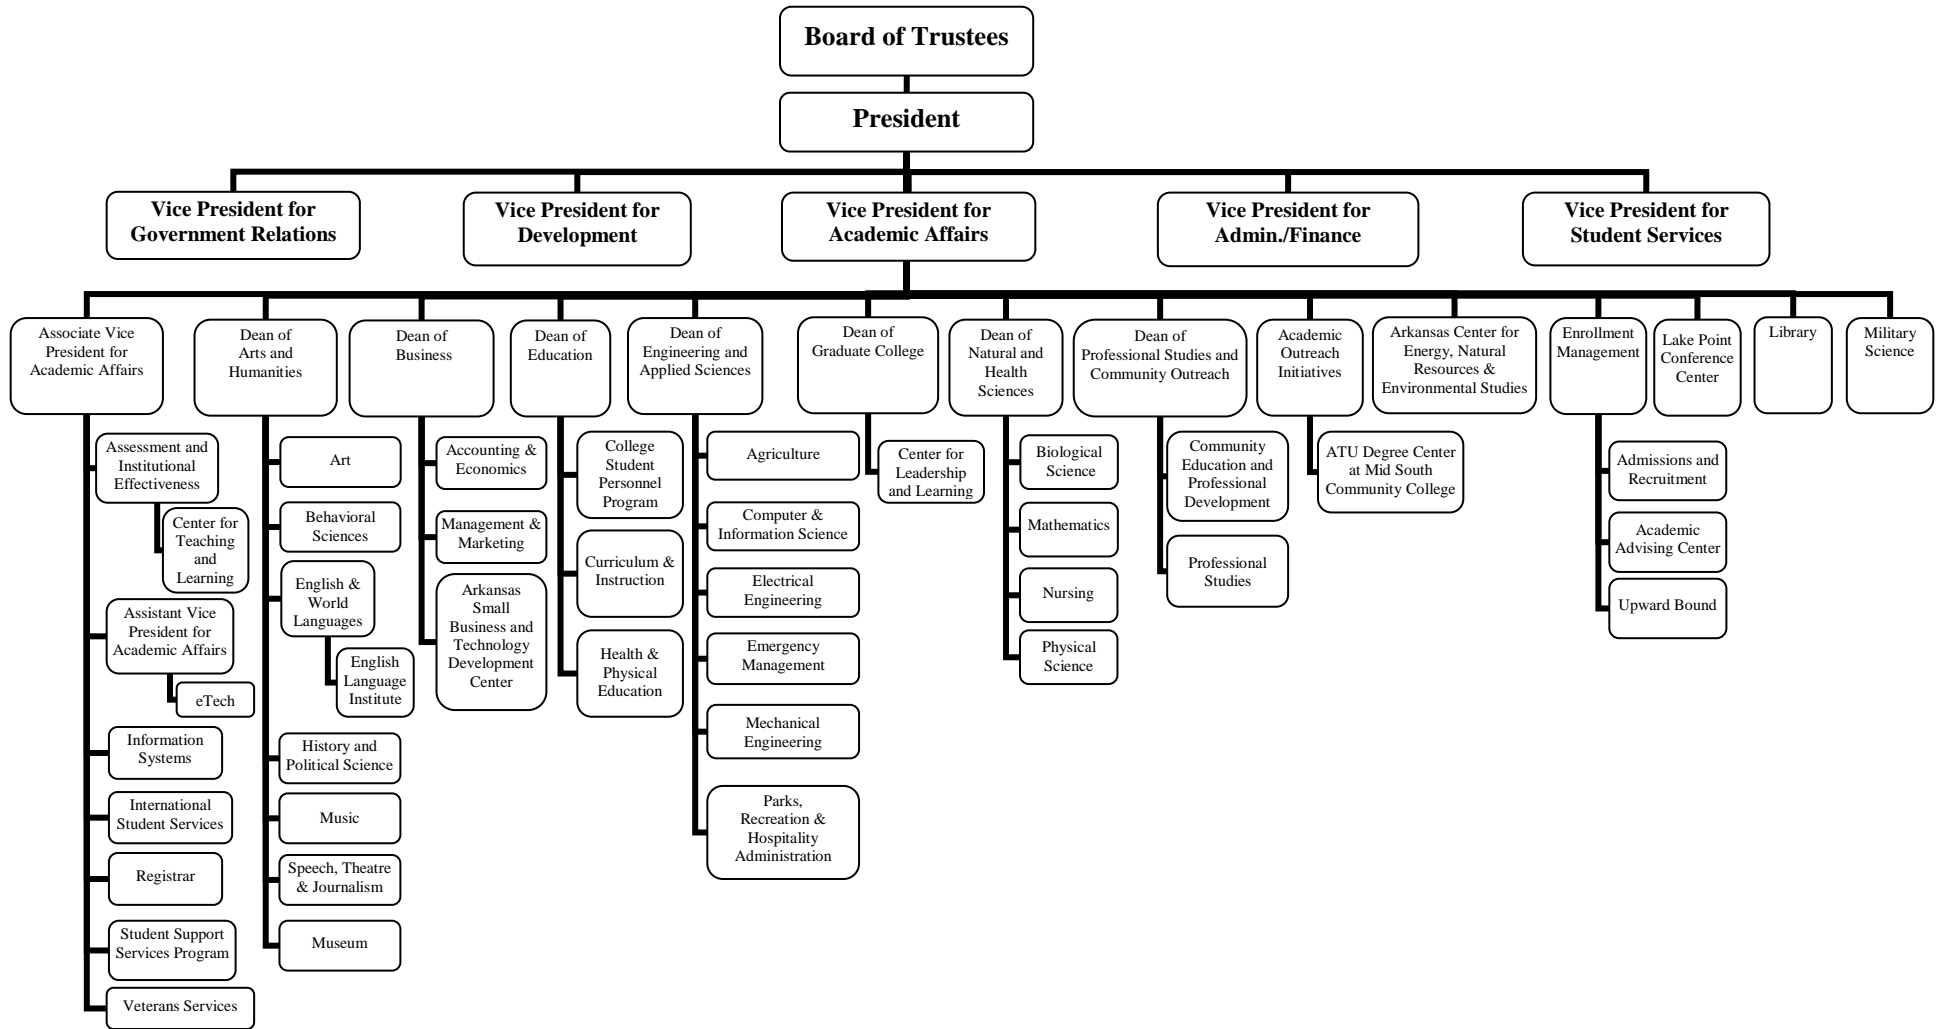 Board of Trustees
President
Vice President for
Government Relations
Vice President for
Development
Vice President for
Academic Affairs
Vice President for
Admin./Finance
Vice President for
Student Services
Associate Vice
President for
Academic Affairs
Dean of
Arts and
Humanities
Dean of
Business
Dean of
Education
Dean of
Engineering and
Applied Sciences
Dean of
Graduate College
Dean of
Natural and
Health
Sciences
Dean of
Professional Studies and
Community Outreach
Academic
Outreach
Initiatives
Arkansas Center for
Energy, Natural
Resources &
Environmental Studies
Enrollment
Management
Lake Point
Conference
Center
Library
Military
Science
Assessment and
Institutional
Effectiveness
Center for
Teaching
and
Learning
Assistant Vice
President for
Academic Affairs
eTech
Information
Systems
International
Student Services
Registrar
Student Support
Services Program
Veterans Services
Art
Behavioral
Sciences
English &
World
Languages
English
Language
Institute
History and
Political Science
Music
Speech, Theatre
& Journalism
Museum
Accounting &
Economics
Management &
Marketing
Arkansas
Small
Business and
Technology
Development
Center
College
Student
Personnel
Program
Curriculum &
Instruction
Health &
Physical
Education
Agriculture
Computer &
Information Science
Electrical
Engineering
Emergency
Management
Mechanical
Engineering
Parks,
Recreation &
Hospitality
Administration
Center for
Leadership
and Learning
Biological
Science
Mathematics
Nursing
Physical
Science
Community
Education and
Professional
Development
Professional
Studies
ATU Degree Center
at Mid South
Community College
Admissions and
Recruitment
Academic
Advising Center
Upward Bound